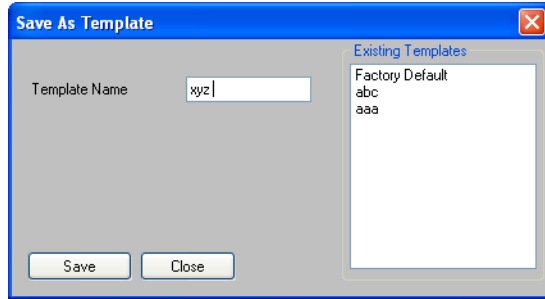 Save As Template
Template Name
xyz
Existing Templates
Factory Default
abc
aaa
Save
Close